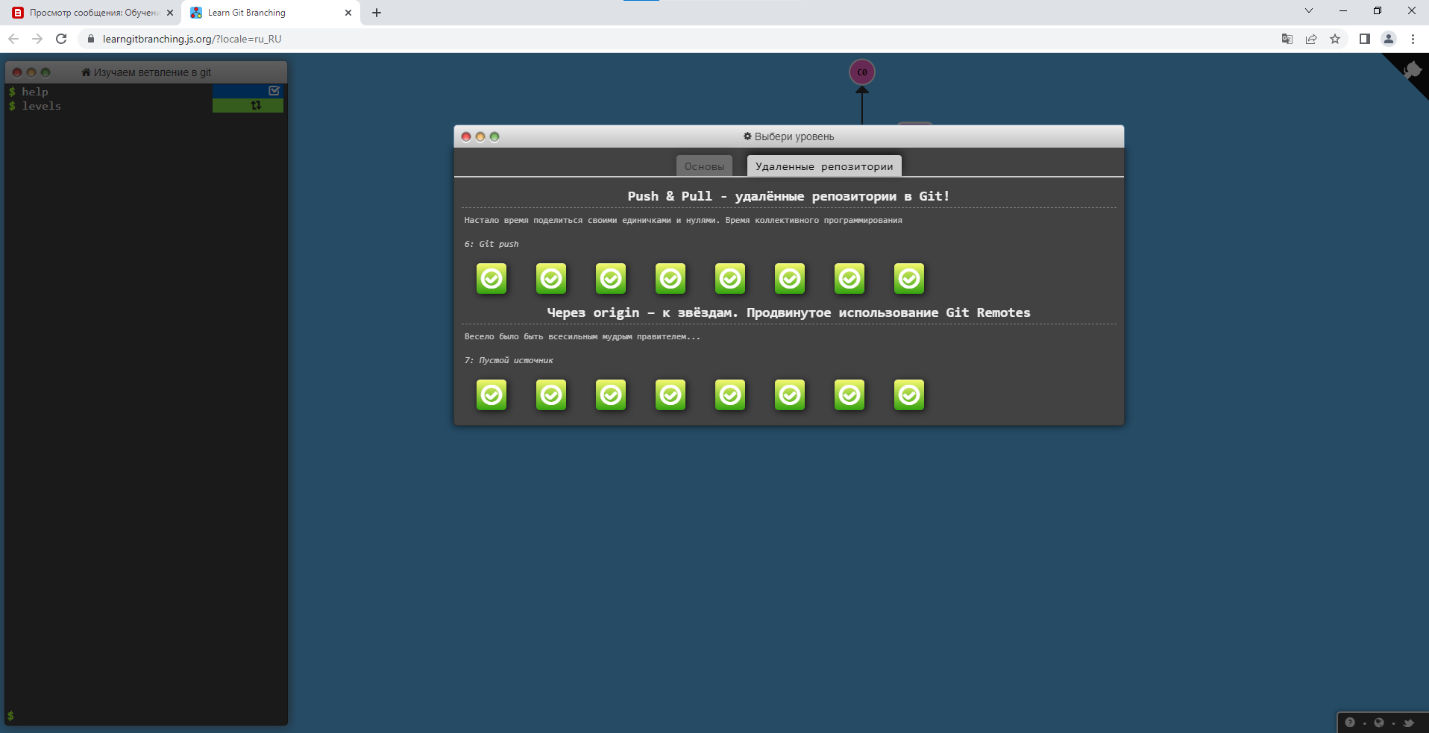 Просмотр сообщения: Обучени
Learn Git Branching
learngitbranching.js.org/?locale=ru_RU
Изучаем ветвление в git
$ help
$ levels
$
C0
Выбери уровень
Основы
Удаленные репозитории
Push & Pull - удалённые репозитории в Git!
Настало время поделиться своими единичками и нулями. Время коллективного программирования
6: Git push
Через origin – к звёздам. Продвинутое использование Git Remotes
Весело было быть всесильным мудрым правителем...
7: Пустой источник